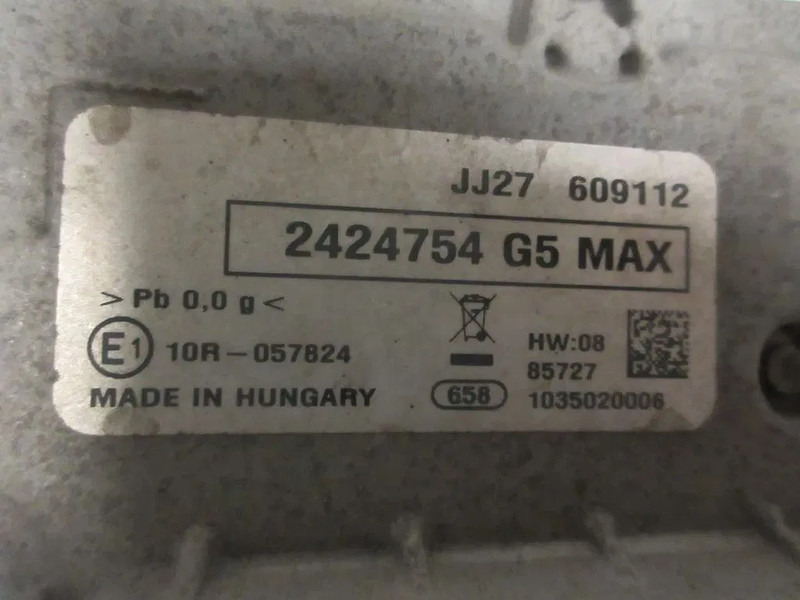 JJ27 609112
2424754 G5 MAX
>Pb 0,0 g<
E1 10R-057824
HW:08
85727
MADE IN HUNGARY
658
1035020006